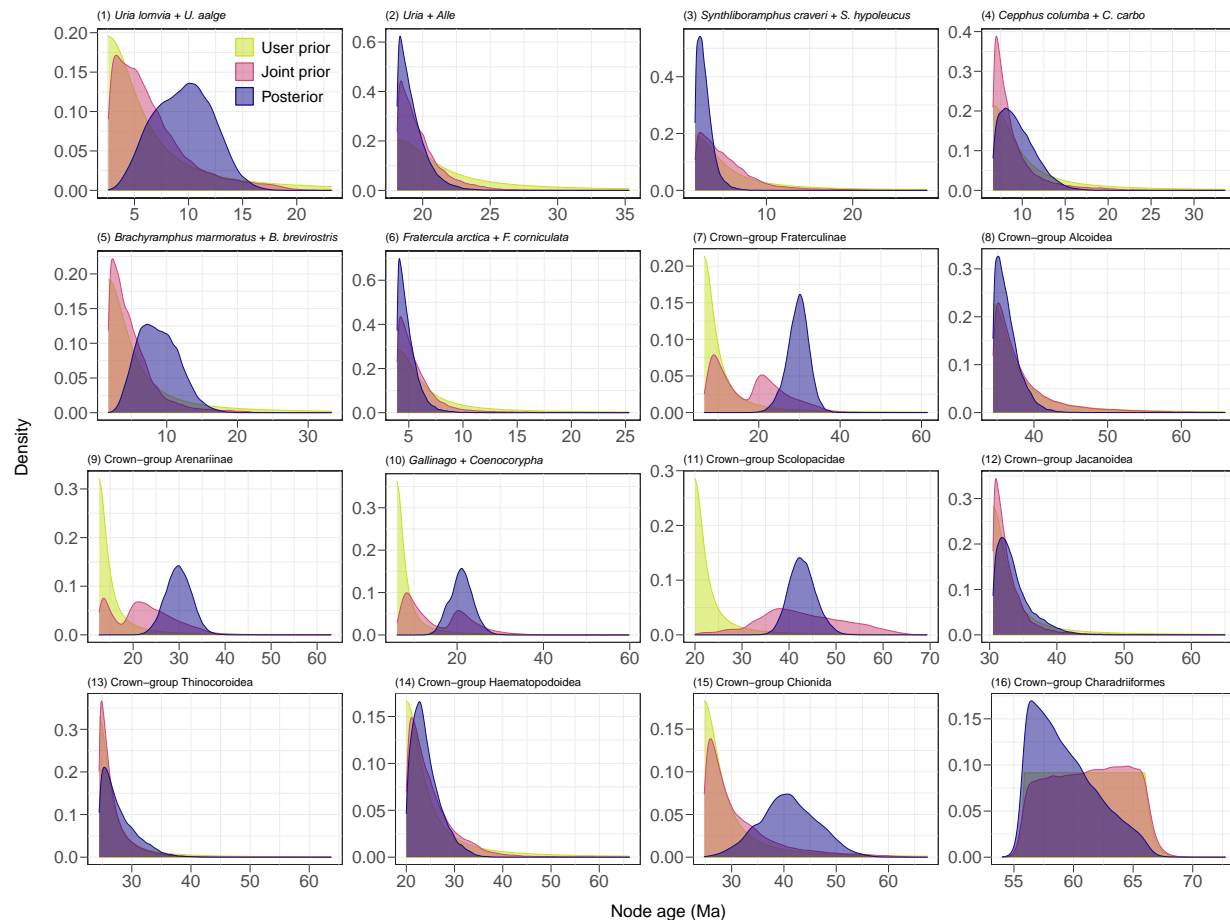 (1) Uria lomvia + U. aalge
(2) Uria + Alle
(3) Synthliboramphus craveri + S. hypoleucus
(4) Cepphus columba + C. carbo
User prior
Joint prior
Posterior
0.20
0.15
0.10
0.05
0.00
5 10 15 20
0.6
0.4
0.2
0.0
20 25 30 35
0.4
0.2
0.0
10 20
0.4
0.3
0.2
0.1
0.0
10 15 20 25 30
(5) Brachyramphus marmoratus + B. brevirostris
(6) Fratercula arctica + F. corniculata
(7) Crown−group Fraterculinae
(8) Crown−group Alcoidea
0.20
0.15
0.10
0.05
0.00
10 20 30
0.6
0.4
0.2
0.0
5 10 15 20 25
0.20
0.15
0.10
0.05
0.00
20 40 60
0.3
0.2
0.1
0.0
40 50 60
Density
(9) Crown−group Arenariinae
(10) Gallinago + Coenocorypha
(11) Crown−group Scolopacidae
(12) Crown−group Jacanoidea
0.3
0.2
0.1
0.0
20 30 40 50 60
0.3
0.2
0.1
0.0
20 40 60
0.3
0.2
0.1
0.0
20 30 40 50 60 70
0.3
0.2
0.1
0.0
30 40 50 60
(13) Crown−group Thinocoroidea
(14) Crown−group Haematopodoidea
(15) Crown−group Chionida
(16) Crown−group Charadriiformes
0.3
0.2
0.1
0.0
30 40 50 60
0.15
0.10
0.05
0.00
20 30 40 50 60
0.20
0.15
0.10
0.05
0.00
30 40 50 60
0.15
0.10
0.05
0.00
55 60 65 70
Node age (Ma)